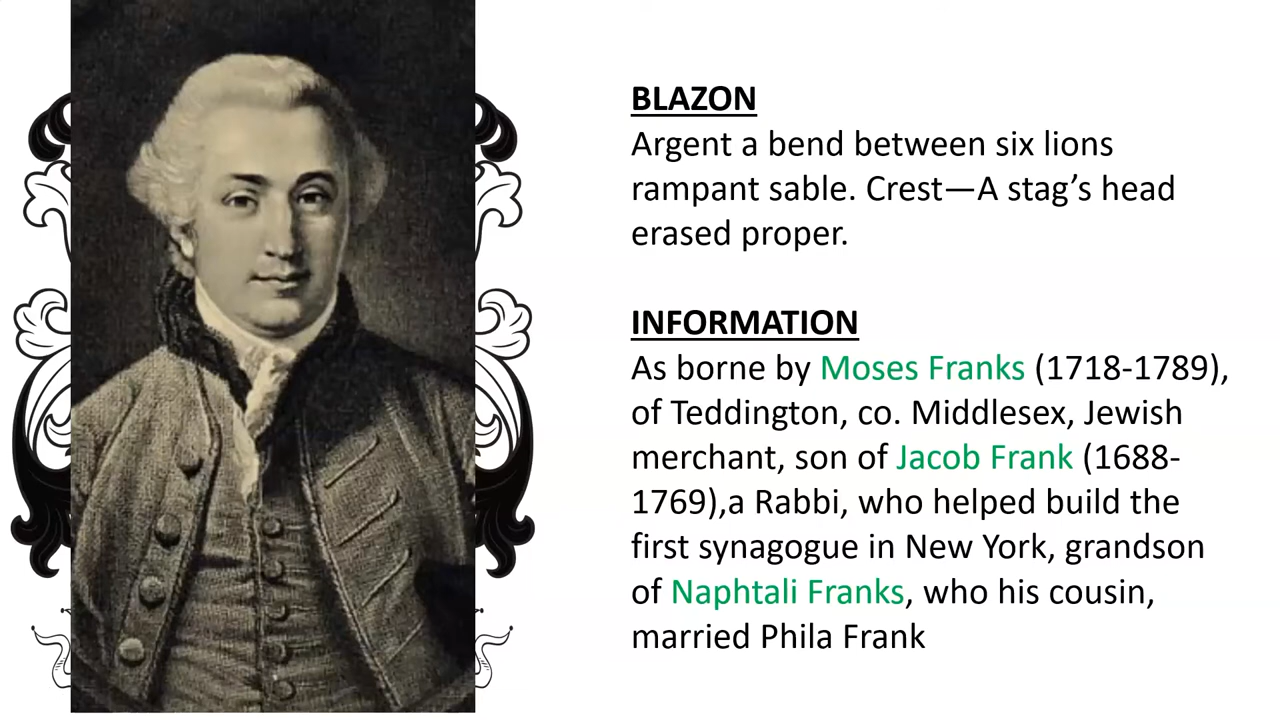 BLAZON
Argent a bend between six lions
rampant sable. Crest—A stag’s head
erased proper.
INFORMATION
As borne by Moses Franks (1718-1789),
of Teddington, co. Middlesex, Jewish
merchant, son of Jacob Frank (1688-
1769),a Rabbi, who helped build the
first synagogue in New York, grandson
of Naphtali Franks, who his cousin,
married Phila Frank